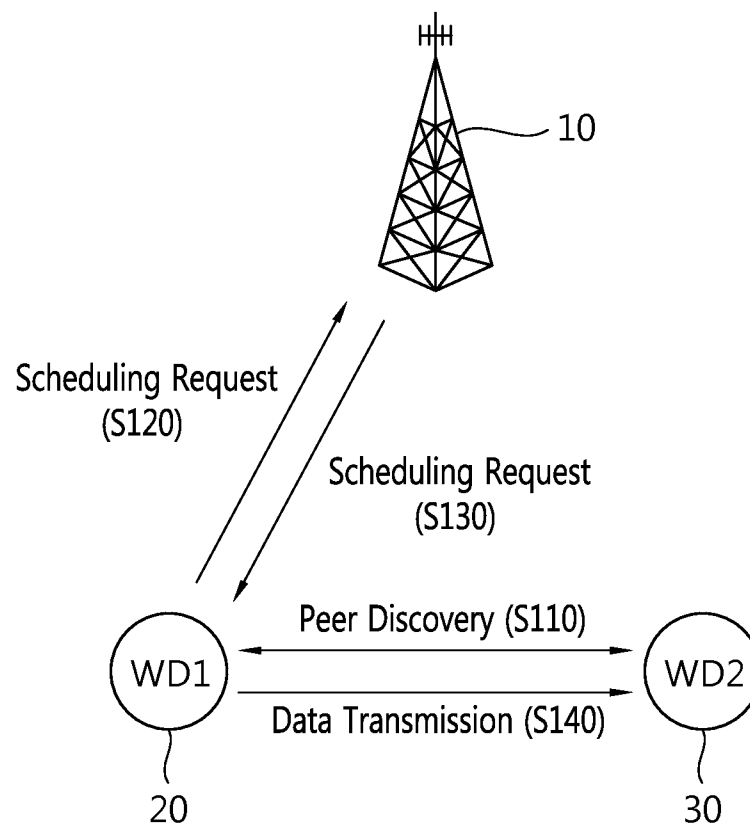 10
Scheduling Request
(S120)
Scheduling Request
(S130)
Peer Discovery (S110)
WD1
WD2
Data Transmission (S140)
20
30